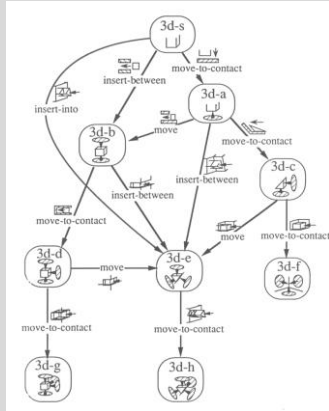 3d-s
move-to-contact
insert-between
insert-into
3d-a
move
move-to-contact
3d-b
3d-c
insert-between
insert-between
move-to-contact
move
move-to-contact
3d-d
move
3d-e
3d-f
move-to-contact
move-to-contact
3d-g
3d-h